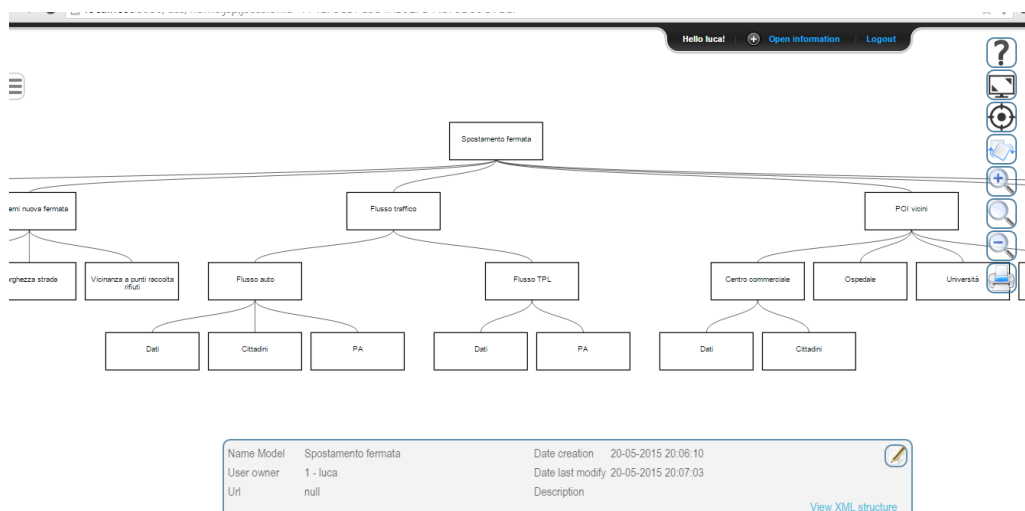 Hello luca!
Open information
Logout
Spostamento fermata
nuova fermata
Flusso traffico
POI vicini
strada
Vicinanza a punti raccolta
rifiuti
Flusso auto
Flusso TPL
Centro commerciale
Ospedale
Università
Dati
Cittadini
PA
Dati
PA
Dati
Cittadini
Name Model Spostamento fermata
Date creation 20-05-2015 20:06:10
User owner 1 - luca
Date last modify 20-05-2015 20:07:03
Url null
Description
View XML structure